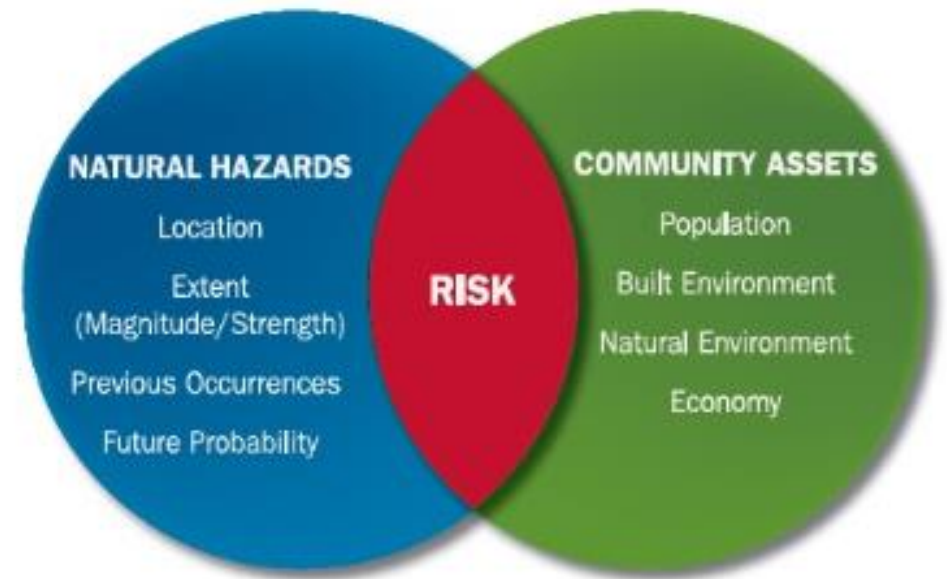 NATURAL HAZARDS
Location
Extent
(Magnitude/Strength)
Previous Occurrences
Future Probability
RISK
COMMUNITY ASSETS
Population
Built Environment
Natural Environment
Economy